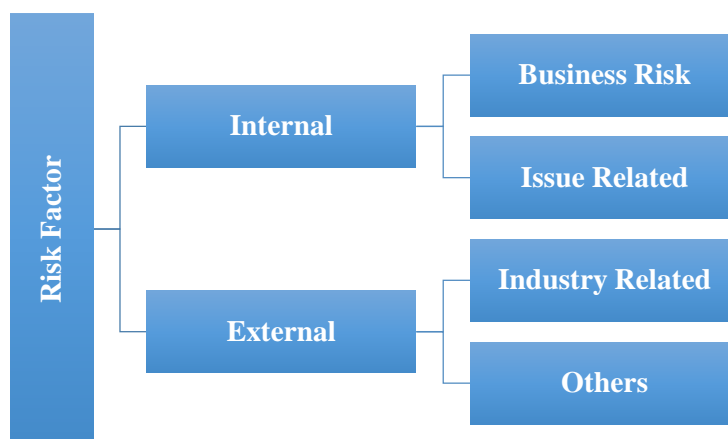 Risk Factor
Internal
Business Risk
Issue Related
External
Industry Related
Others